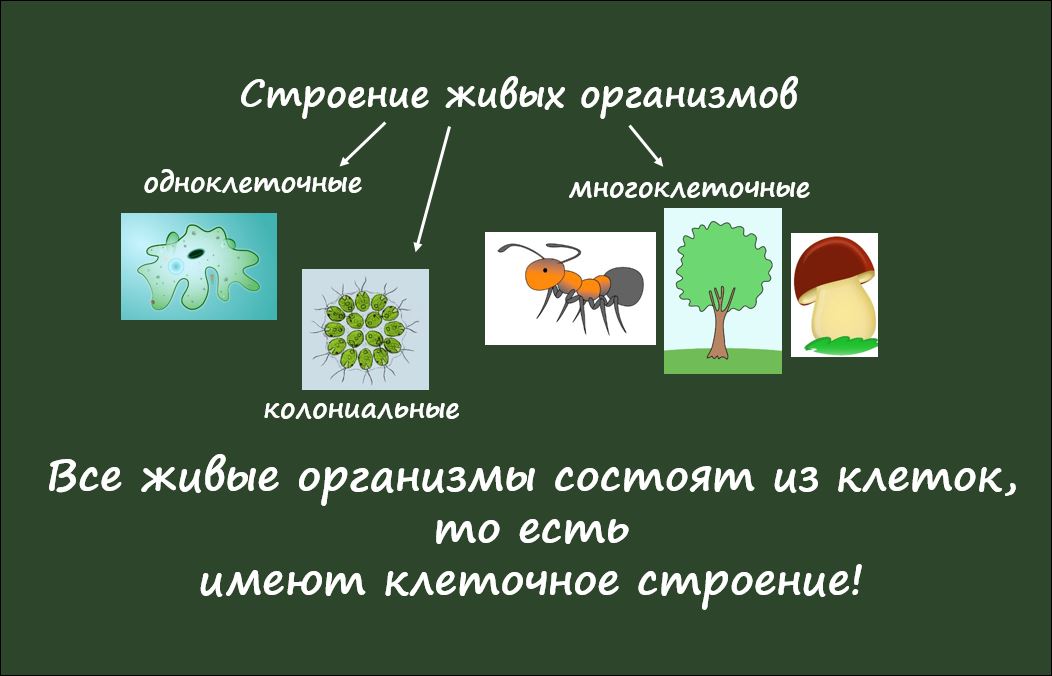 Строение живых организмов
одноклеточные
многоклеточные
колониальные
Все живые организмы состоят из клеток,
то есть
имеют клеточное строение!